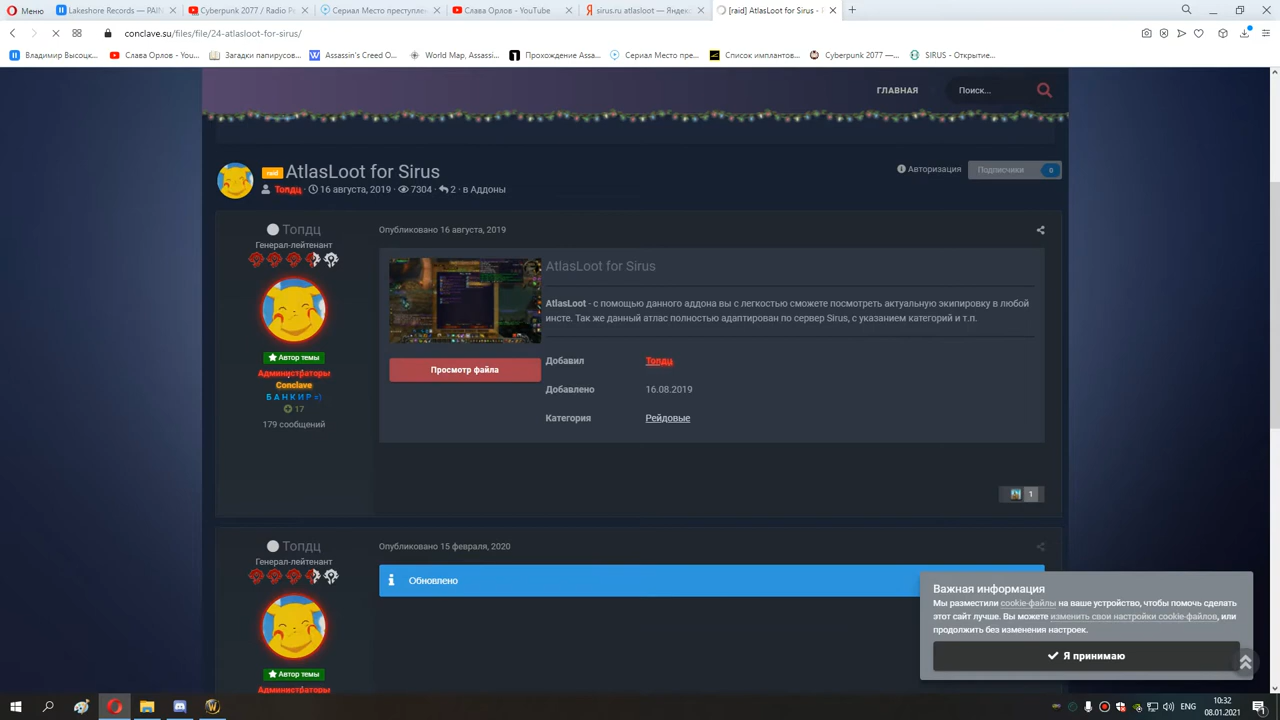 Меню
Lakeshore Records — PAIN
Cyberpunk 2077 / Radio Р
Сериал Место преступлен
Слава Орлов - YouTube
sirus.ru atlasloot — Яндекс
[raid] AtlasLoot for Sirus -
conclave.su/files/file/24-atlasloot-for-sirus/
Владимир Высоцк...
Слава Орлов - You...
Загадки папирусов...
Assassin's Creed O...
World Map, Assassi...
Прохождение Assa...
Сериал Место пре...
Список имплантов...
Cyberpunk 2077 —...
SIRUS - Открытие...
ГЛАВНАЯ
Поиск...
raid AtlasLoot for Sirus
Топдц 16 августа, 2019 7304 2 в Аддоны
Авторизация
Подписчики 0
Топдц
Генерал-лейтенант
Автор темы
Администраторы
Conclave
Б А Н К И Р =)
17
179 сообщений
Опубликовано 16 августа, 2019
AtlasLoot for Sirus
AtlasLoot - с помощью данного аддона вы с легкостью сможете посмотреть актуальную экипировку в любой
инсте. Так же данный атлас полностью адаптирован по сервер Sirus, с указанием категорий и т.п.
Просмотр файла
Добавил Топдц
Добавлено 16.08.2019
Категория Рейдовые
1
Топдц
Генерал-лейтенант
Автор темы
Администраторы
Опубликовано 15 февраля, 2020
Обновлено
Важная информация
Мы разместили cookie-файлы на ваше устройство, чтобы помочь сделать
этот сайт лучше. Вы можете изменить свои настройки cookie-файлов, или
продолжить без изменения настроек.
Я принимаю
ENG
10:32
08.01.2021
1